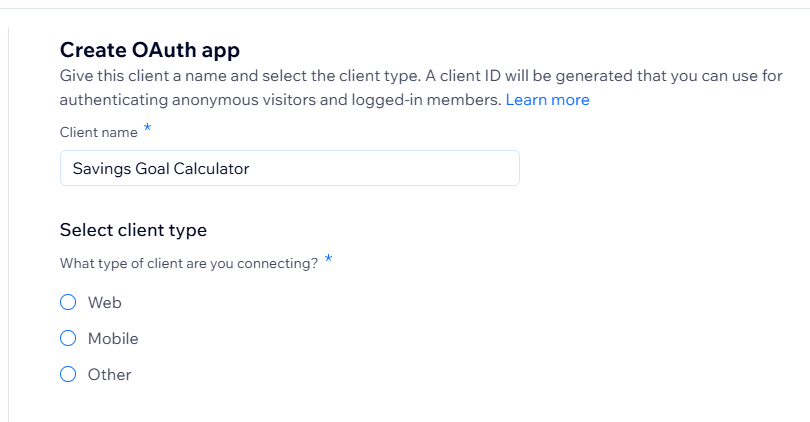 Create OAuth app
Give this client a name and select the client type. A client ID will be generated that you can use for
authenticating anonymous visitors and logged-in members. Learn more
Client name *
Savings Goal Calculator
Select client type
What type of client are you connecting? *
Web
Mobile
Other